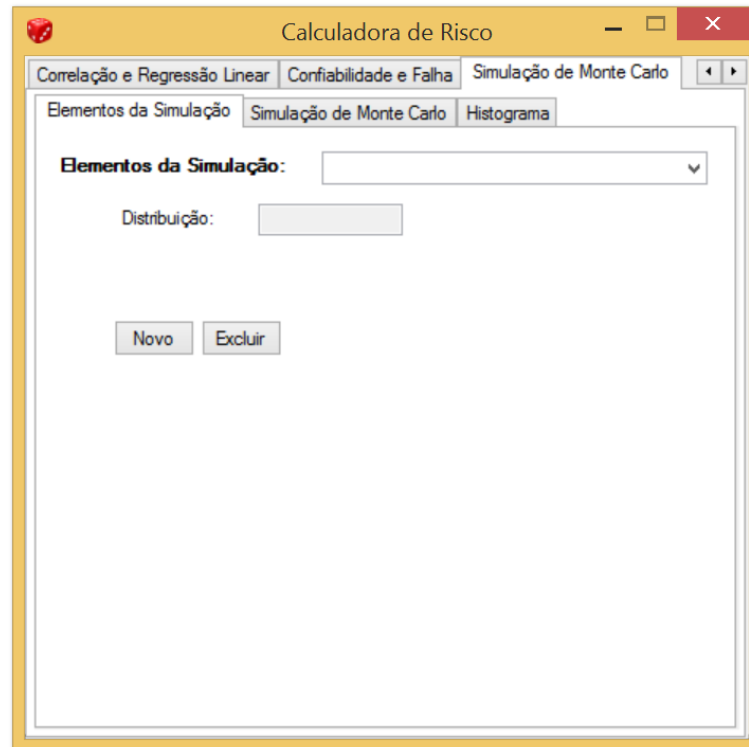 Calculadora de Risco
Correlação e Regressão Linear Confiabilidade e Falha Simulação de Monte Carlo
Elementos da Simulação Simulação de Monte Carlo Histograma
Elementos da Simulação:
Distribuição:
Novo Excluir